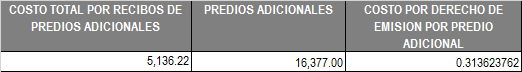 COSTO TOTAL POR RECIBOS DE
PREDIOS ADICIONALES
PREDIOS ADICIONALES
COSTO POR DERECHO DE
EMISION POR PREDIO
ADICIONAL
5,136.22
16,377.00
0.313623762